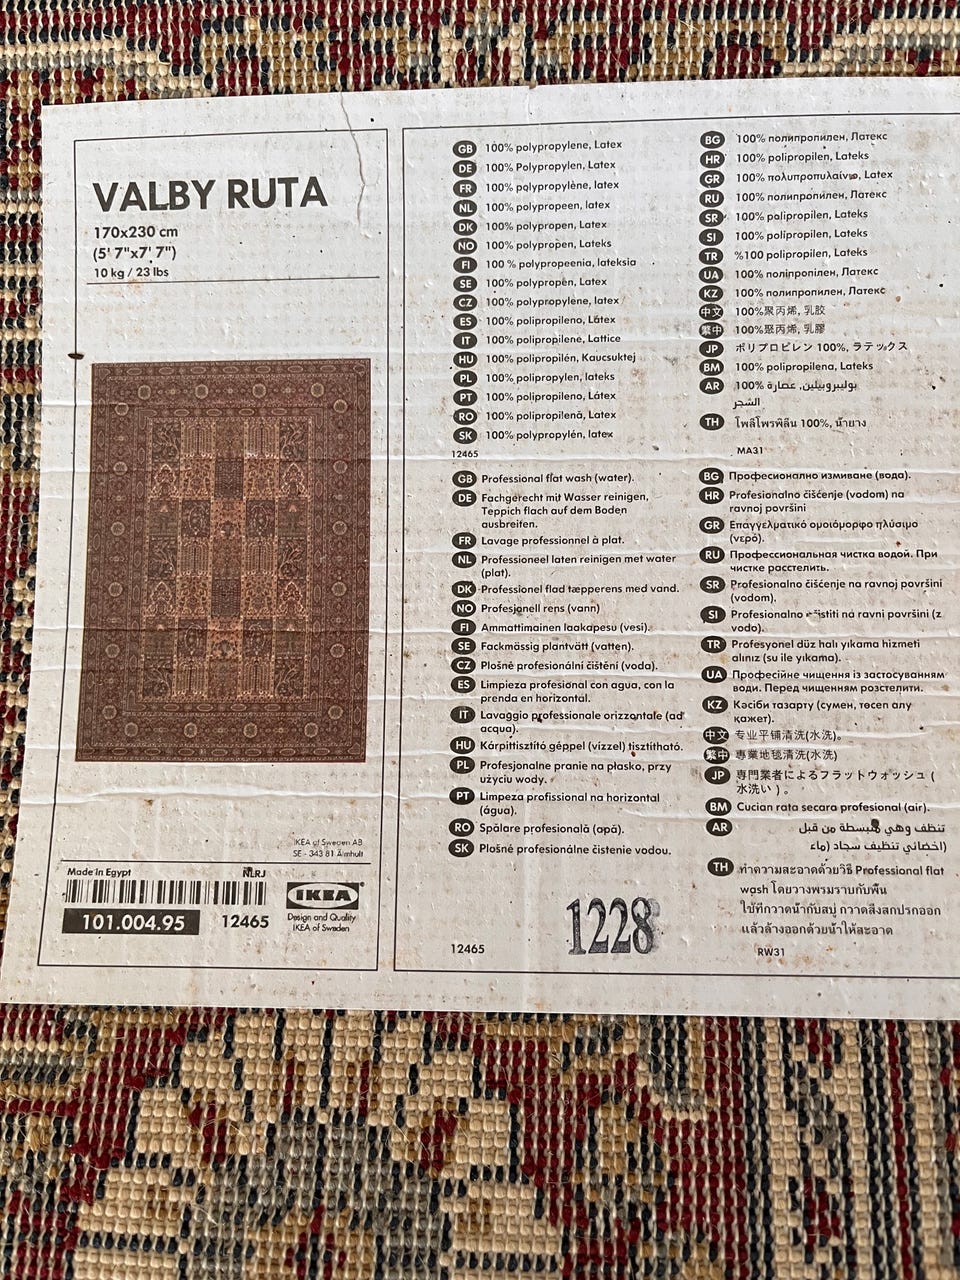 VALBY RUTA
170x230 cm
(5' 7"x7' 7")
10 kg / 23 lbs
IKEA of Sweden AB
SE - 343 81 Älmhult
Made in Egypt
NLRJ
101.004.95
12465
IKEA
Design and Quality
IKEA of Sweden
GB 100% polypropylene, Latex
DE 100% Polypropylen, Latex
FR 100% polypropylène, latex
NL 100% polypropeen, latex
DK 100% polypropen, Latex
NO 100% polypropen, Lateks
FI 100 % polypropeenia, lateksia
SE 100% polypropen, Latex
CZ 100% polypropylene, latex
ES 100% polipropileno, Látex
IT 100% polipropilene, Lattice
HU 100% polipropilén, Kaucsuktej
PL 100% polipropylen, lateks
PT 100% polipropileno, Látex
RO 100% polipropilenă, Latex
SK 100% polypropylén, latex
12465
GB Professional flat wash (water).
DE Fachgerecht mit Wasser reinigen,
Teppich flach auf dem Boden
ausbreiten.
FR Lavage professionnel à plat.
NL Professioneel laten reinigen met water
(plat).
DK Professionel flad tæpperens med vand.
NO Profesjonell rens (vann)
FI Ammattimainen laakapesu (vesi).
SE Fackmässig plantvätt (vatten).
CZ Plošné profesionální čištění (voda).
ES Limpieza profesional con agua, con la
prenda en horizontal.
IT Lavaggio professionale orizzontale (ad
acqua).
HU Kárpittisztító géppel (vízzel) tisztítható.
PL Profesjonalne pranie na płasko, przy
użyciu wody.
PT Limpeza profissional na horizontal
(água).
RO Spălare profesională (apă).
SK Plošné profesionálne čistenie vodou.
12465
1228
BG 100% полипропилен, Латекс
HR 100% polipropilen, Lateks
GR 100% πολυπροπυλαίνιο, Latex
RU 100% полипропилен, Латекс
SR 100% polipropilen, Lateks
SI 100% polipropilen, Lateks
TR %100 polipropilen, Lateks
UA 100% поліпропілен, Латекс
KZ 100% полипропилен, Латекс
中文 100%聚丙烯, 乳胶
繁中 100%聚丙烯, 乳膠
JP ポリプロピレン 100%, ラテックス
BM 100% polipropilena, Lateks
AR 100% بوليبروبيلين, عصارة
الشجر
TH โพลีโพรพิลีน 100%, น้ำยาง
MA31
BG Професионално измиване (вода).
HR Profesionalno čišćenje (vodom) na
ravnoj površini
GR Επαγγελματικό ομοιόμορφο πλύσιμο
(νερό).
RU Профессиональная чистка водой. При
чистке расстелить.
SR Profesionalno čišćenje na ravnoj površini
(vodom).
SI Profesionalno čistiti na ravni površini (z
vodo).
TR Profesyonel düz halı yıkama hizmeti
alınız (su ile yıkama).
UA Професійне чищення із застосуванням
води. Перед чищенням розстелити.
KZ Кәсіби тазарту (сумен, төсеп алу
қажет).
中文 专业平铺清洗(水洗)。
繁中 專業地毯清洗(水洗)
JP 専門業者によるフラットウォッシュ (
水洗い ) 。
BM Cucian rata secara profesional (air).
AR تنظف وهي مبسطة من قبل
اخصائي تنظيف سجاد (ماء)
TH ทำความสะอาดด้วยวิธี Professional flat
wash โดยวางพรมราบกับพื้น
ใช้ที่กวาดน้ำกับสบู่ กวาดสิ่งสกปรกออก
แล้วล้างออกด้วยน้ำให้สะอาด
RW31